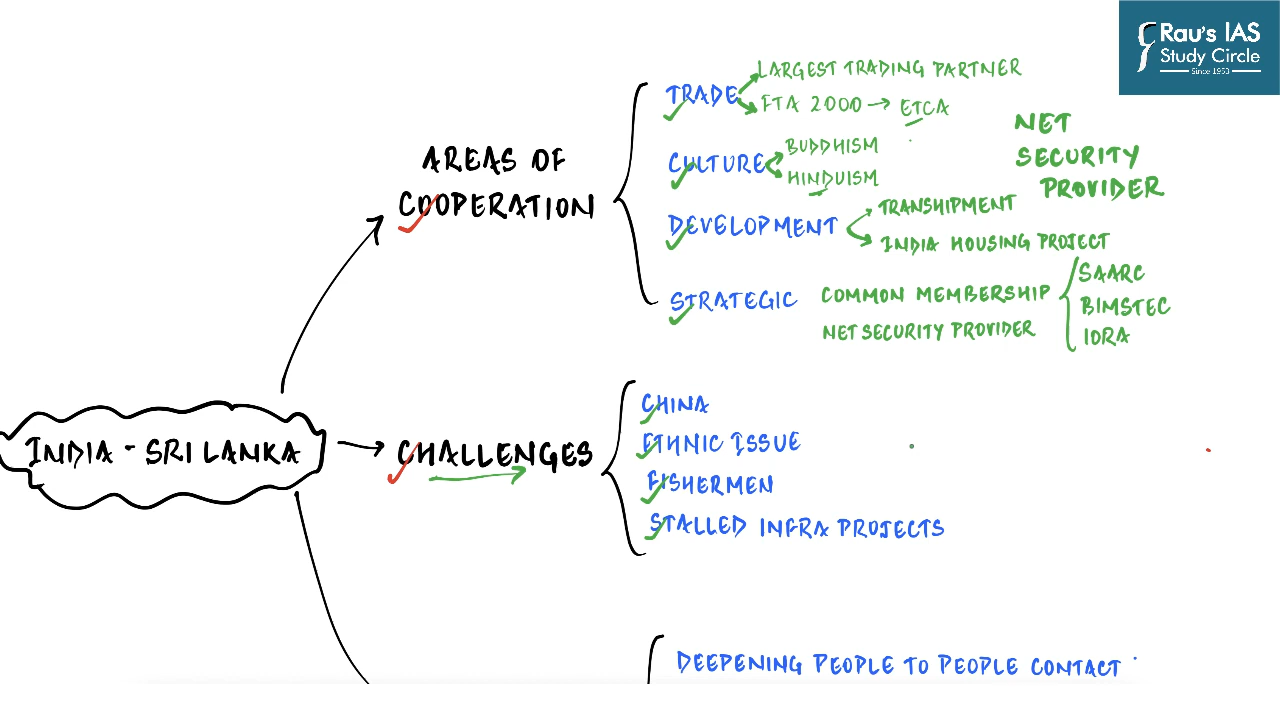 Rau's IAS
Study Circle
Since 1953
AREAS OF
COOPERATION
TRADE
LARGEST TRADING PARTNER
FTA 2000 → ETCA
CULTURE
BUDDHISM
HINDUISM
NET
SECURITY
PROVIDER
DEVELOPMENT
TRANSHIPMENT
INDIA HOUSING PROJECT
STRATEGIC
COMMON MEMBERSHIP
SAARC
BIMSTEC
IORA
NET SECURITY PROVIDER
INDIA - SRI LANKA
CHALLENGES
CHINA
ETHNIC ISSUE
FISHERMEN
STALLED INFRA PROJECTS
DEEPENING PEOPLE TO PEOPLE CONTACT